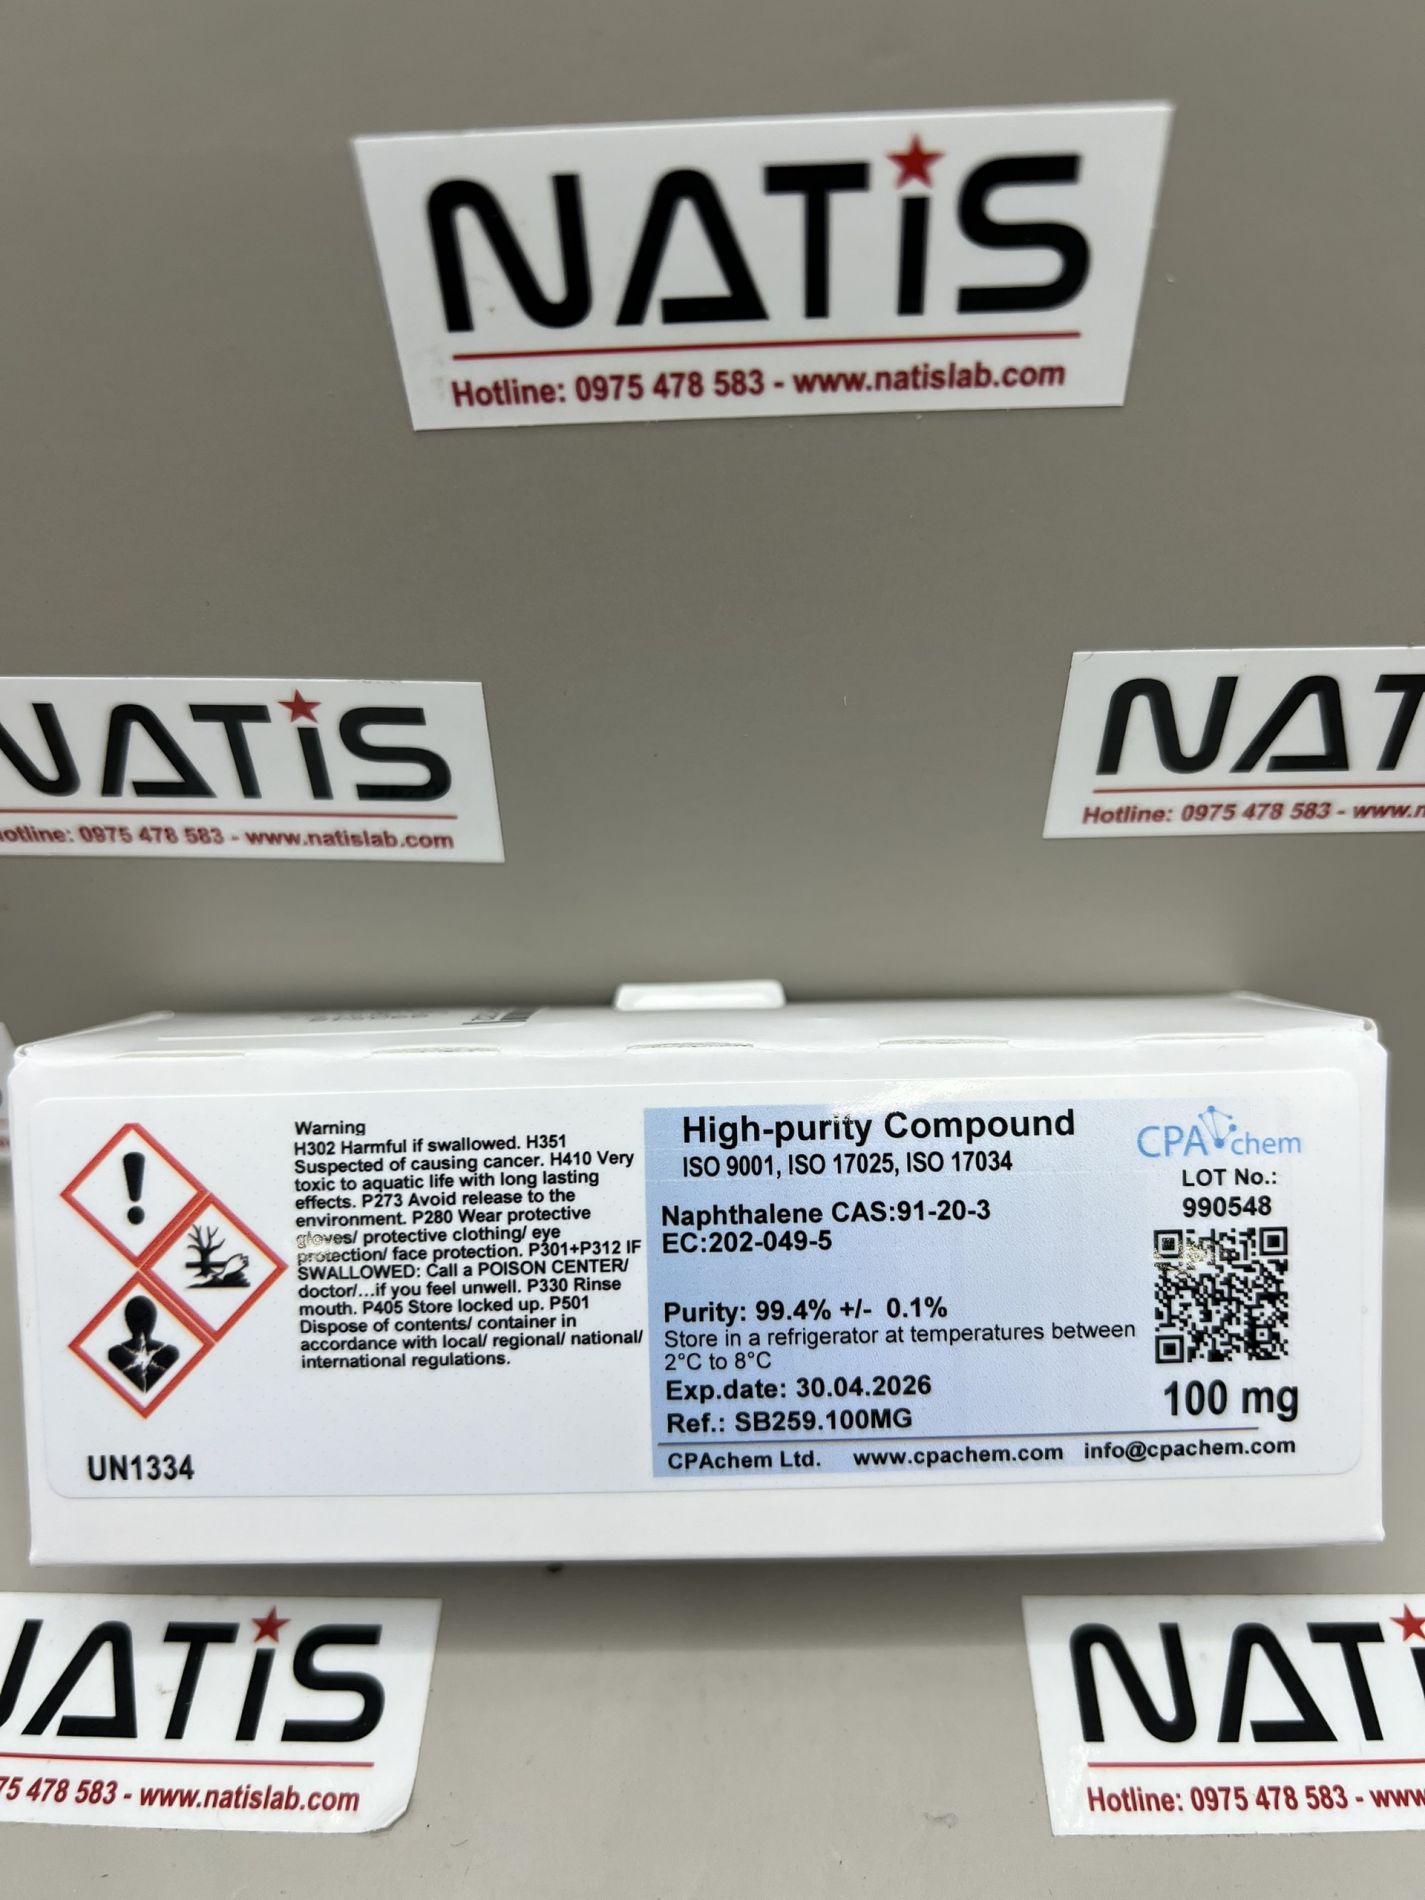 NATiS
Hotline: 0975 478 583 - www.natislab.com
NATiS
Hotline: 0975 478 583 - www.natislab.com
NAT
Hotline: 0975 478 583 - www.n
Warning
H302 Harmful if swallowed. H351
Suspected of causing cancer. H410 Very
toxic to aquatic life with long lasting
effects. P273 Avoid release to the
environment. P280 Wear protective
gloves/ protective clothing/ eye
protection/ face protection. P301+P312 IF
SWALLOWED: Call a POISON CENTER/
doctor/...if you feel unwell. P330 Rinse
mouth. P405 Store locked up. P501
Dispose of contents/ container in
accordance with local/ regional/ national/
international regulations.
UN1334
High-purity Compound
ISO 9001, ISO 17025, ISO 17034
Naphthalene CAS:91-20-3
EC:202-049-5
Purity: 99.4% +/- 0.1%
Store in a refrigerator at temperatures between
2°C to 8°C
Exp.date: 30.04.2026
Ref.: SB259.100MG
CPAchem Ltd. www.cpachem.com info@cpachem.com
CPAchem
LOT No.:
990548
100 mg
NATiS
75 478 583 - www.natislab.com
NATi
Hotline: 0975 478 583 - www.